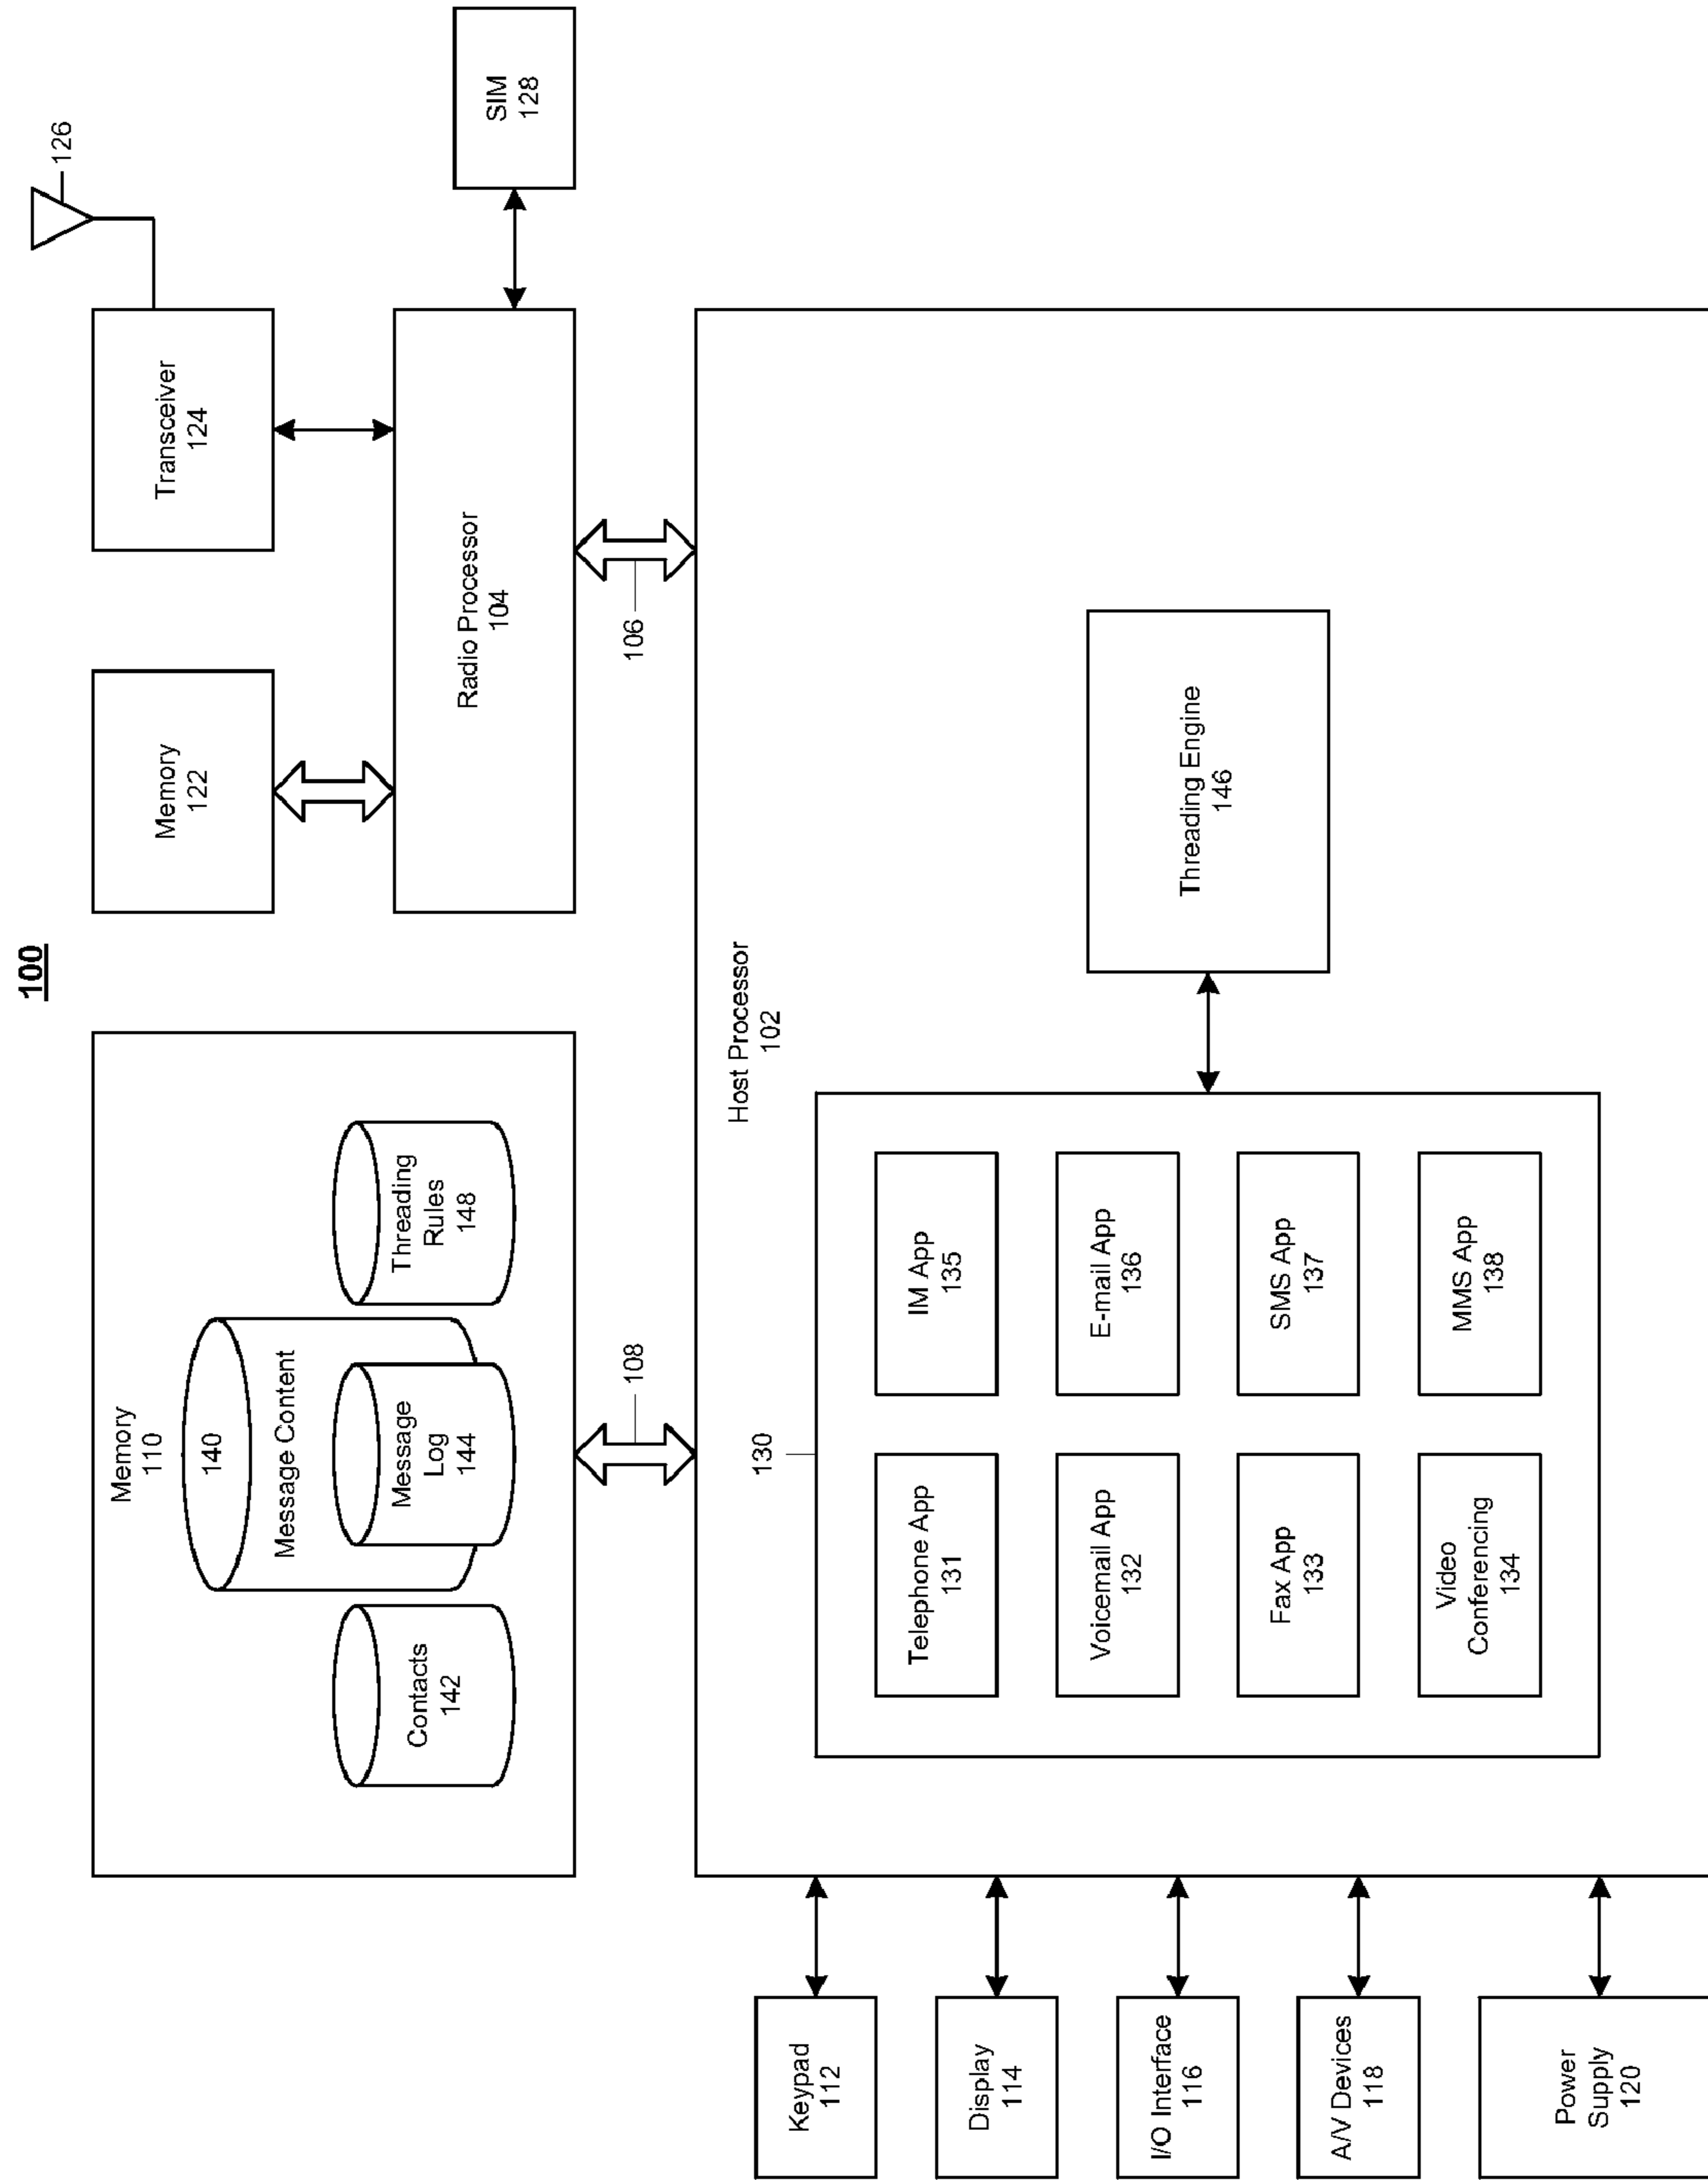 100
Memory
110
140
Message Content
Contacts
142
Message
Log
144
Threading
Rules
148
Memory
122
Transceiver
124
126
Radio Processor
104
SIM
128
108
106
Host Processor
102
130
Keypad
112
Display
114
I/O Interface
116
A/V Devices
118
Power
Supply
120
Telephone App
131
IM App
135
Voicemail App
132
E-mail App
136
Fax App
133
SMS App
137
Video
Conferencing
134
MMS App
138
Threading Engine
146